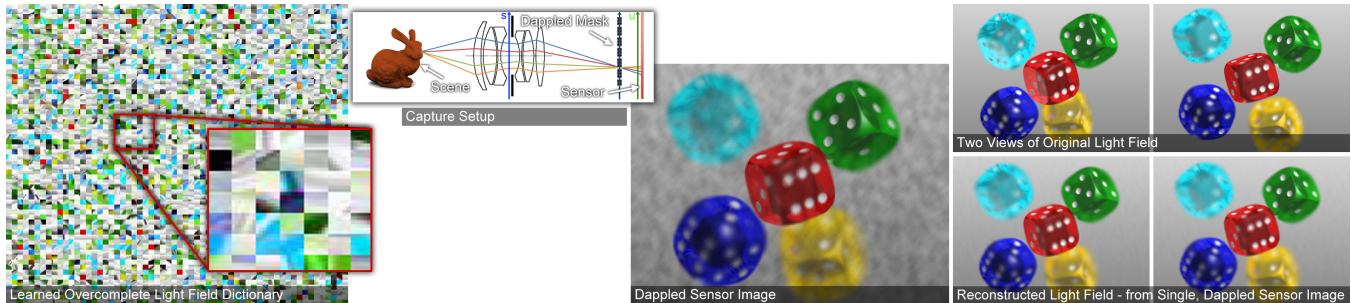 Learned Overcomplete Light Field Dictionary
S
Dappled Mask
u
Scene
Sensor
Capture Setup
Dappled Sensor Image
Two Views of Original Light Field
Reconstructed Light Field - from Single, Dappled Sensor Image